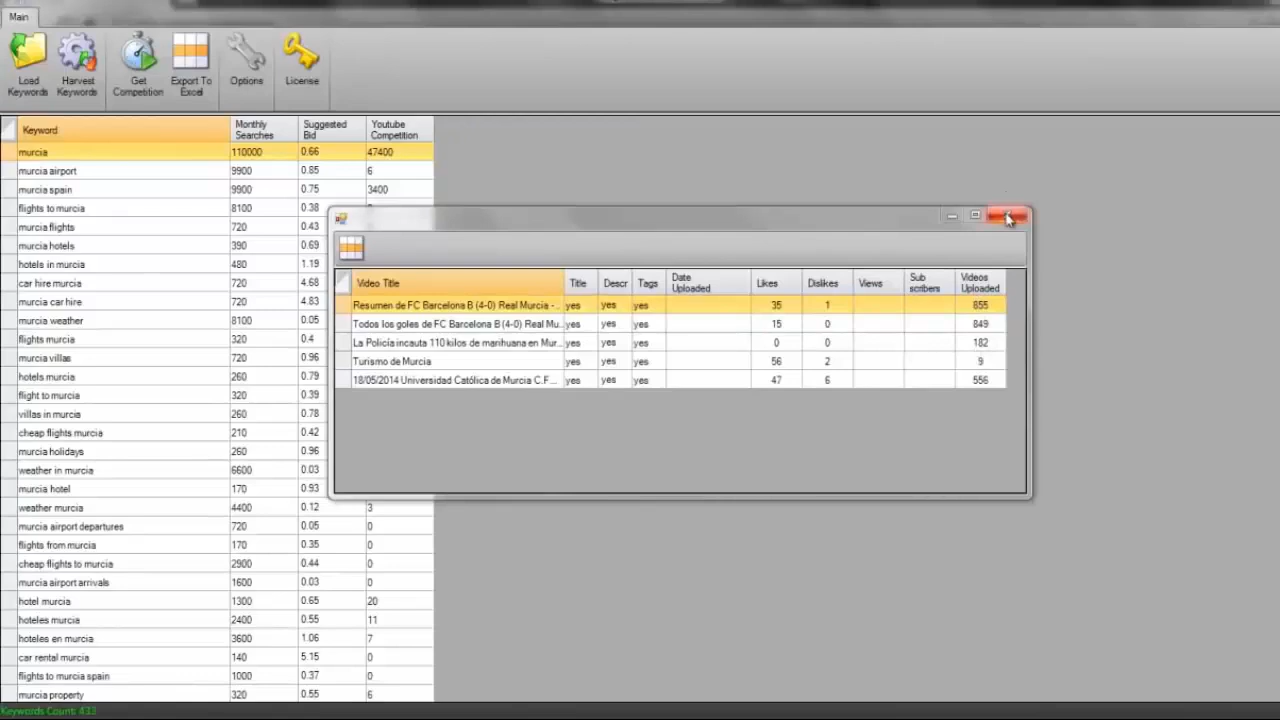 Main
Load Keywords
Harvest Keywords
Get Competition
Export To Excel
Options
License
Keyword Monthly Searches Suggested Bid Youtube Competition
murcia 110000 0.66 47400
murcia airport 9900 0.85 6
murcia spain 9900 0.75 3400
flights to murcia 8100 0.38
murcia flights 720 0.43
murcia hotels 390 0.69
hotels in murcia 480 1.19
car hire murcia 720 4.68
murcia car hire 720 4.83
murcia weather 8100 0.05
flights murcia 320 0.4
murcia villas 720 0.96
hotels murcia 260 0.79
flight to murcia 320 0.39
villas in murcia 260 0.78
cheap flights murcia 210 0.42
murcia holidays 260 0.96
weather in murcia 6600 0.03
murcia hotel 170 0.93
weather murcia 4400 0.12 3
murcia airport departures 720 0.05 0
flights from murcia 170 0.35 0
cheap flights to murcia 2900 0.44 0
murcia airport arrivals 1600 0.03 0
hotel murcia 1300 0.65 20
hoteles murcia 2400 0.55 11
hoteles en murcia 3600 1.06 7
car rental murcia 140 5.15 0
flights to murcia spain 1000 0.37 0
murcia property 320 0.55 6
Video Title Title Descr Tags Date Uploaded Likes Dislikes Views Sub scribers Videos Uploaded
Resumen de FC Barcelona B (4-0) Real Murcia -... yes yes yes 35 1 855
Todos los goles de FC Barcelona B (4-0) Real Mu... yes yes yes 15 0 849
La Policía incauta 110 kilos de marihuana en Mur... yes yes yes 0 0 182
Turismo de Murcia yes yes yes 56 2 9
18/05/2014 Universidad Católica de Murcia C.F... yes yes yes 47 6 556
Keywords Count: 433